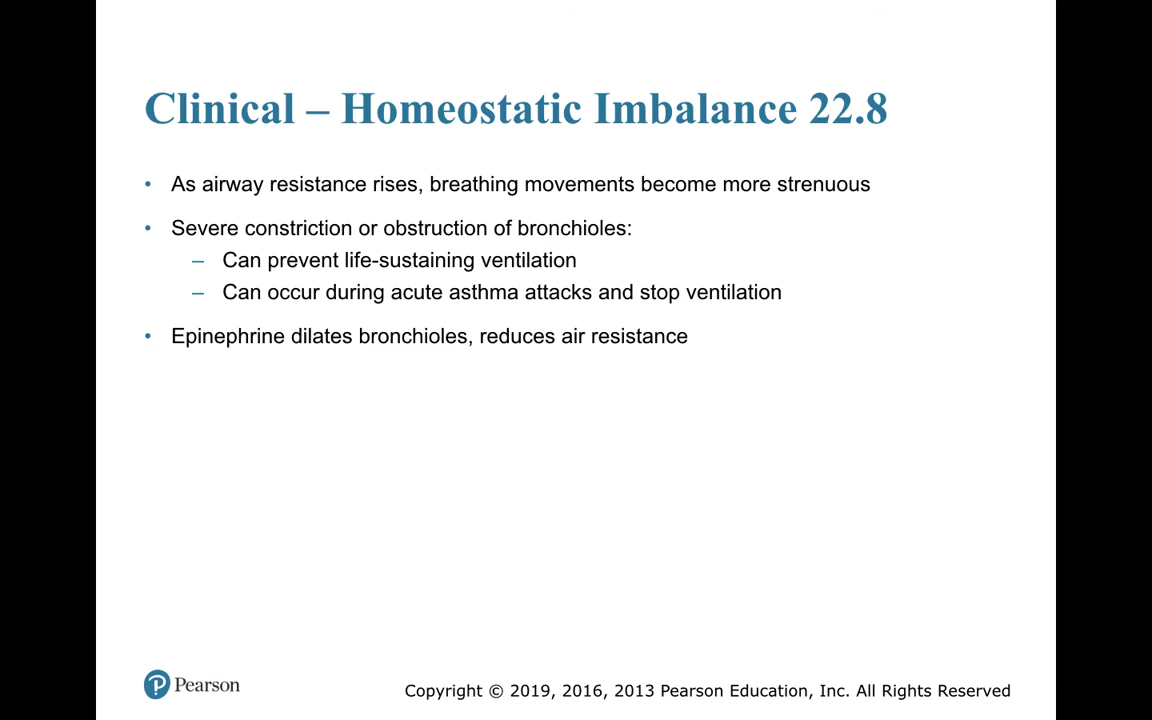 Clinical – Homeostatic Imbalance 22.8
• As airway resistance rises, breathing movements become more strenuous
• Severe constriction or obstruction of bronchioles:
– Can prevent life-sustaining ventilation
– Can occur during acute asthma attacks and stop ventilation
• Epinephrine dilates bronchioles, reduces air resistance
Pearson
Copyright © 2019, 2016, 2013 Pearson Education, Inc. All Rights Reserved